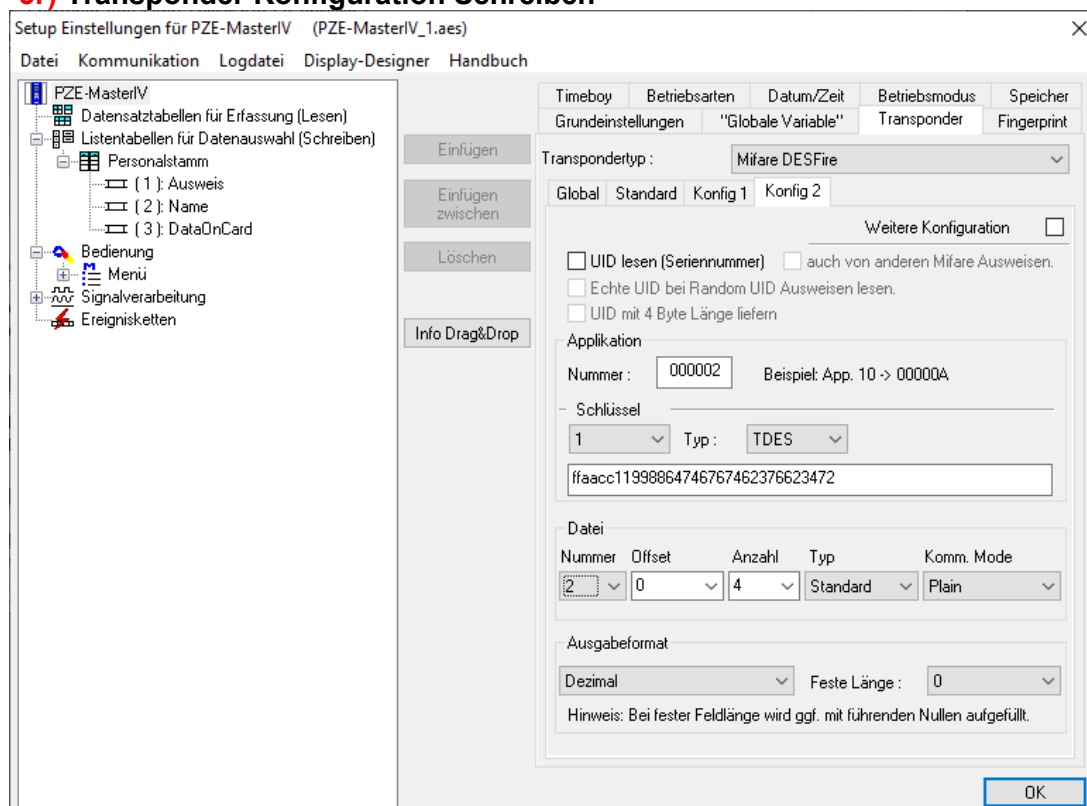 Transponder Konfiguration Schreiben
Setup Einstellungen für PZE-MasterIV (PZE-MasterIV_1.aes)
Datei Kommunikation Logdatei Display-Designer Handbuch
PZE-MasterIV
Datensatztabellen für Erfassung (Lesen)
Listentabellen für Datenauswahl (Schreiben)
Personalstamm
( 1 ): Ausweis
( 2 ): Name
( 3 ): DataOnCard
Bedienung
Menü
Signalverarbeitung
Ereignisketten
Einfügen
Einfügen
zwischen
Löschen
Info Drag&Drop
Timeboy Betriebsarten Datum/Zeit Betriebsmodus Speicher
Grundeinstellungen "Globale Variable" Transponder Fingerprint
Transpondertyp : Mifare DESFire
Global Standard Konfig 1 Konfig 2
Weitere Konfiguration
UID lesen (Seriennummer) auch von anderen Mifare Ausweisen.
Echte UID bei Random UID Ausweisen lesen.
UID mit 4 Byte Länge liefern
Applikation
Nummer : 000002 Beispiel: App. 10 -> 00000A
Schlüssel
1 Typ : TDES
ffaacc11998864746767462376623472
Datei
Nummer Offset Anzahl Typ Komm. Mode
2 0 4 Standard Plain
Ausgabeformat
Dezimal Feste Länge : 0
Hinweis: Bei fester Feldlänge wird ggf. mit führenden Nullen aufgefüllt.
OK